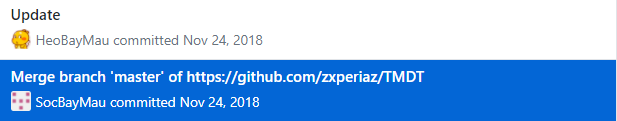 Update
HeoBayMau committed Nov 24, 2018
Merge branch 'master' of https://github.com/zxperiaz/TMDT
SocBayMau committed Nov 24, 2018